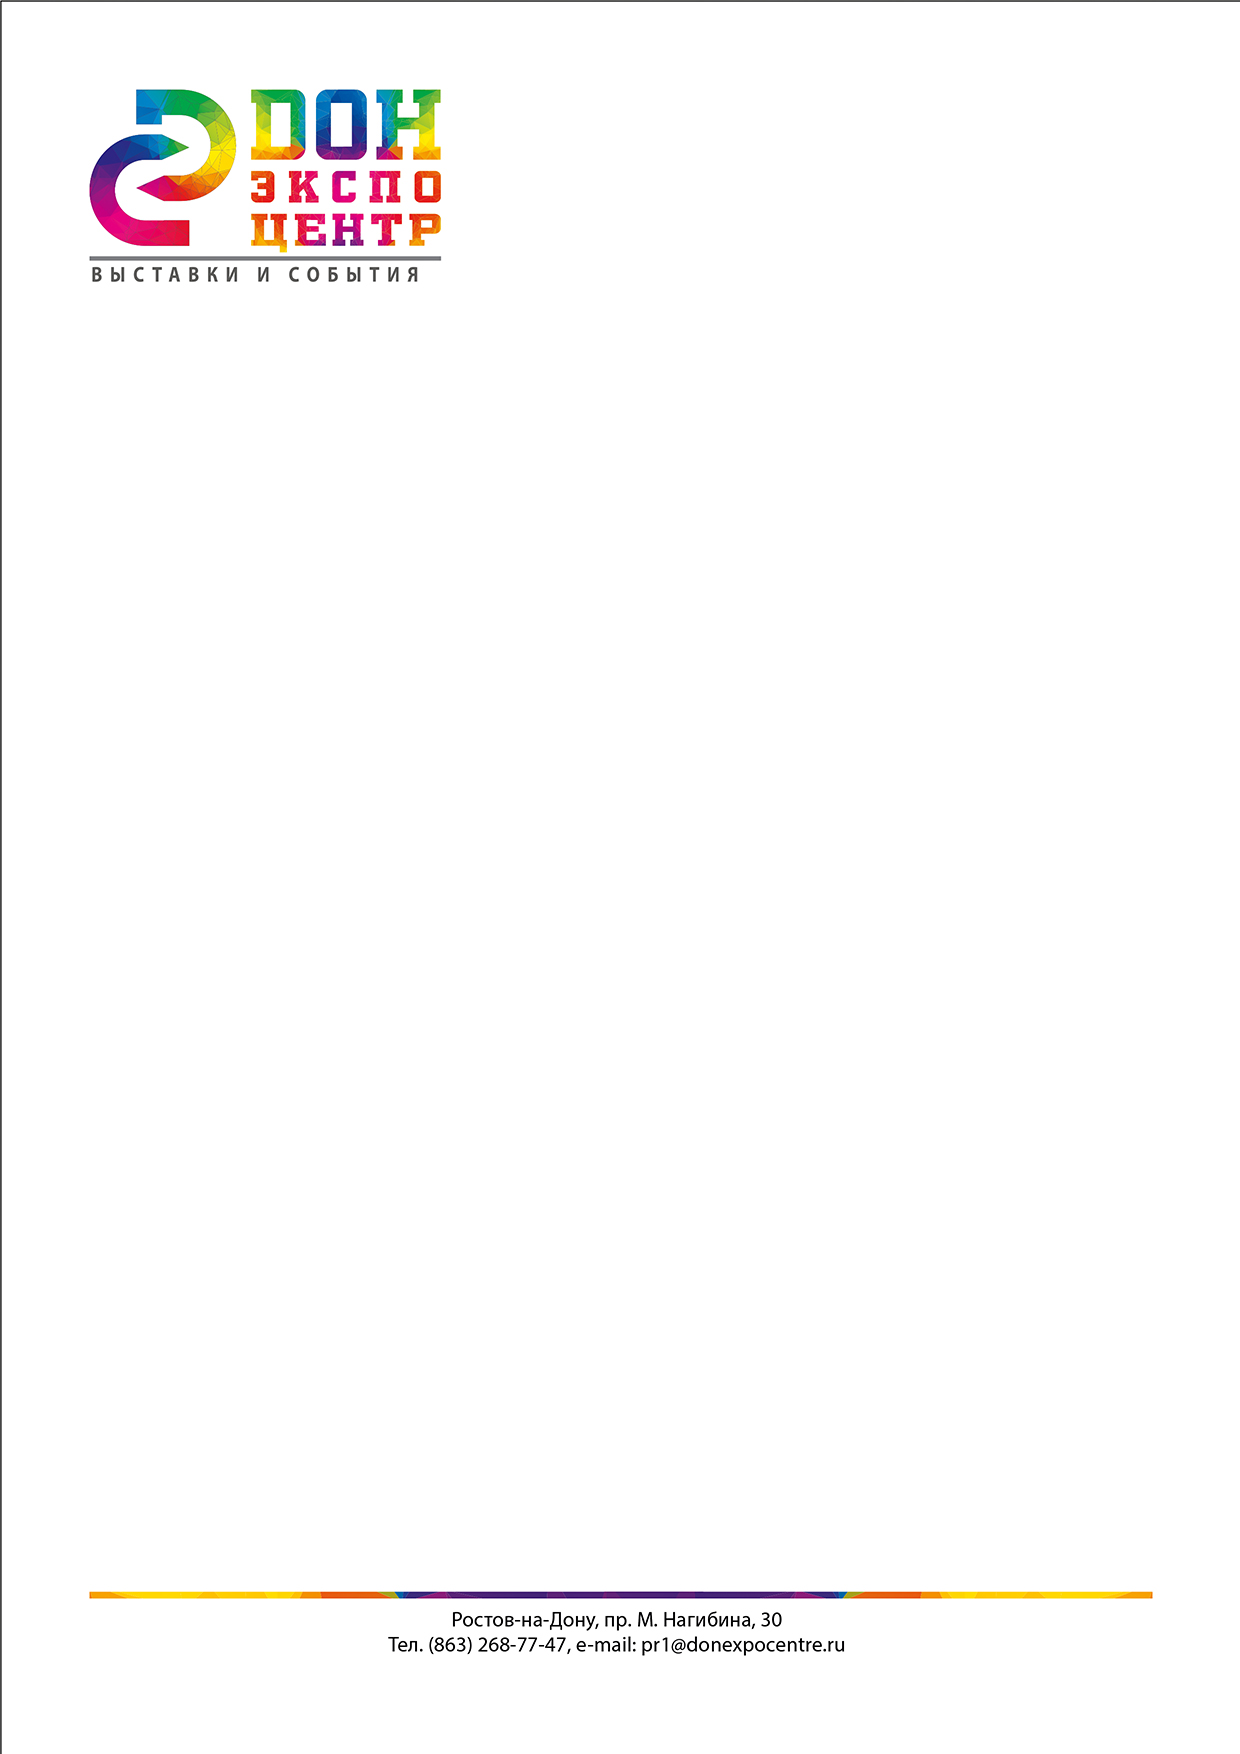 ДОН
ЭКСПО
ЦЕНТР
ВЫСТАВКИ И СОБЫТИЯ
Ростов-на-Дону, пр. М. Нагибина, 30
Тел. (863) 268-77-47, e-mail: pr1@donexpocentre.ru